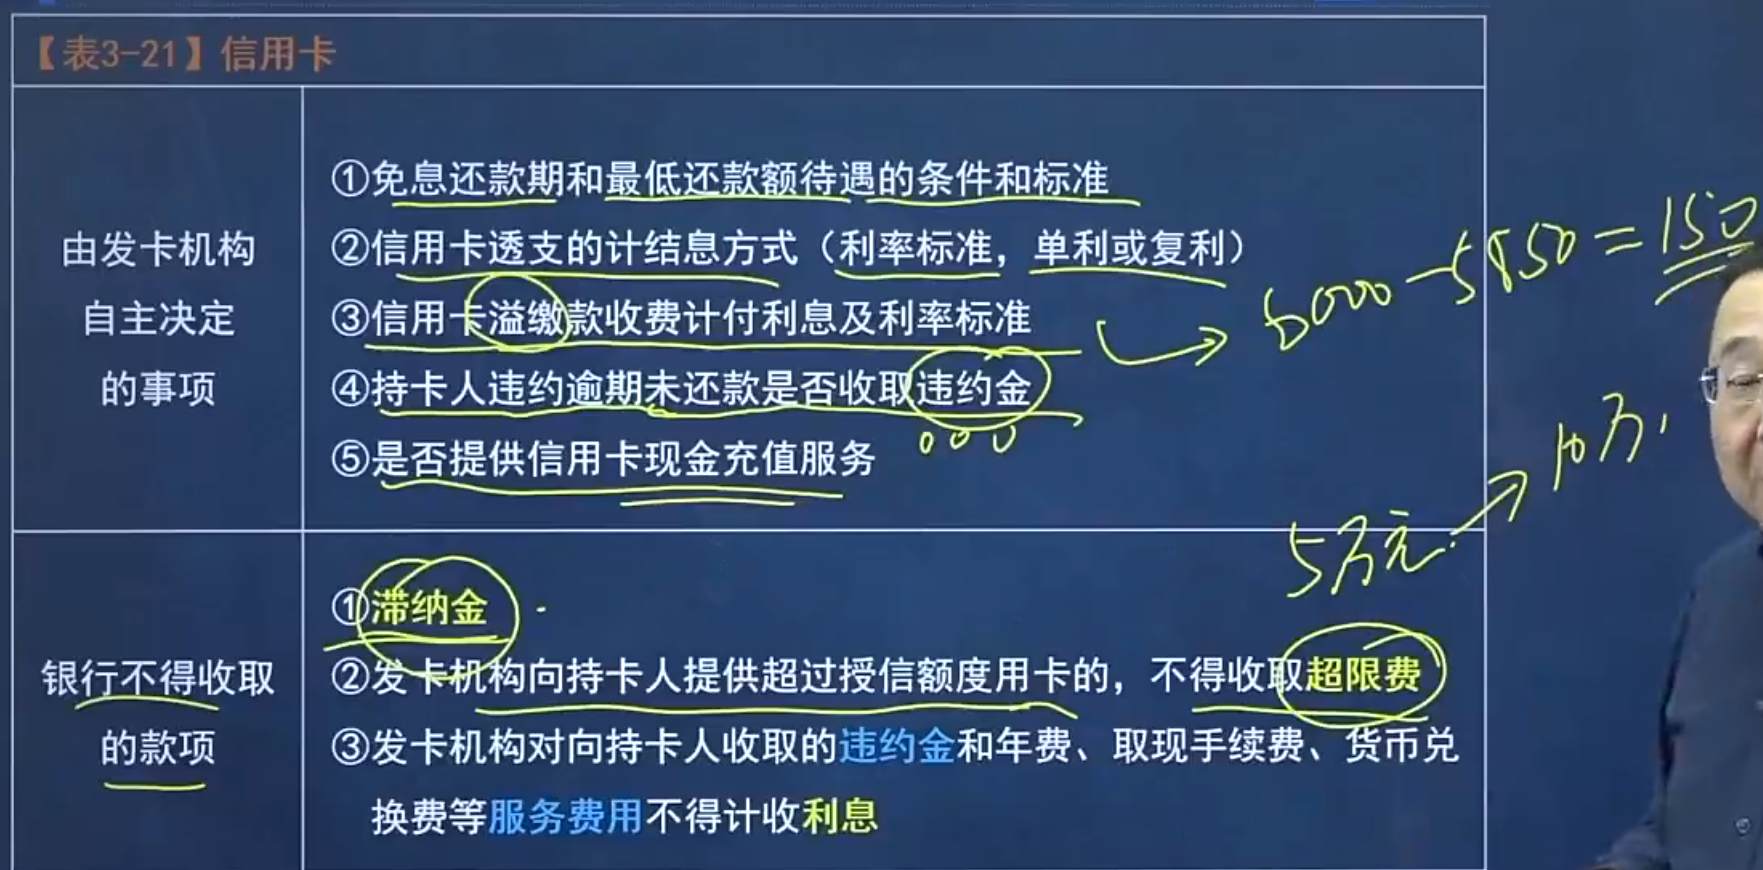 【表3-21】信用卡
由发卡机构
自主决定
的事项
①免息还款期和最低还款额待遇的条件和标准
②信用卡透支的计结息方式（利率标准，单利或复利）
③信用卡溢缴款收费计付利息及利率标准
6000-5850=150
④持卡人违约逾期未还款是否收取违约金
⑤是否提供信用卡现金充值服务
5万元
10万
银行不得收取
的款项
①滞纳金
②发卡机构向持卡人提供超过授信额度用卡的，不得收取超限费
③发卡机构对向持卡人收取的违约金和年费、取现手续费、货币兑
换费等服务费用不得计收利息